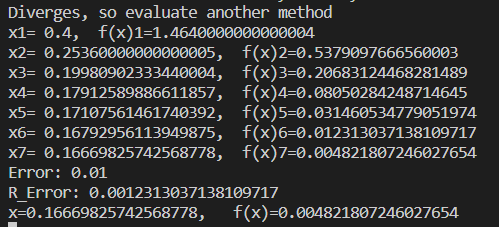 Diverges, so evaluate another method
x1= 0.4,  f(x)1=1.4640000000000004
x2= 0.25360000000000005,  f(x)2=0.5379097666560003
x3= 0.19980902333440004,  f(x)3=0.20683124468281489
x4= 0.17912589886611857,  f(x)4=0.08050284248714645
x5= 0.17107561461740392,  f(x)5=0.031460534779051974
x6= 0.16792956113949875,  f(x)6=0.012313037138109717
x7= 0.16669825742568778,  f(x)7=0.004821807246027654
Error: 0.01
R_Error: 0.0012313037138109717
x=0.16669825742568778,   f(x)=0.004821807246027654